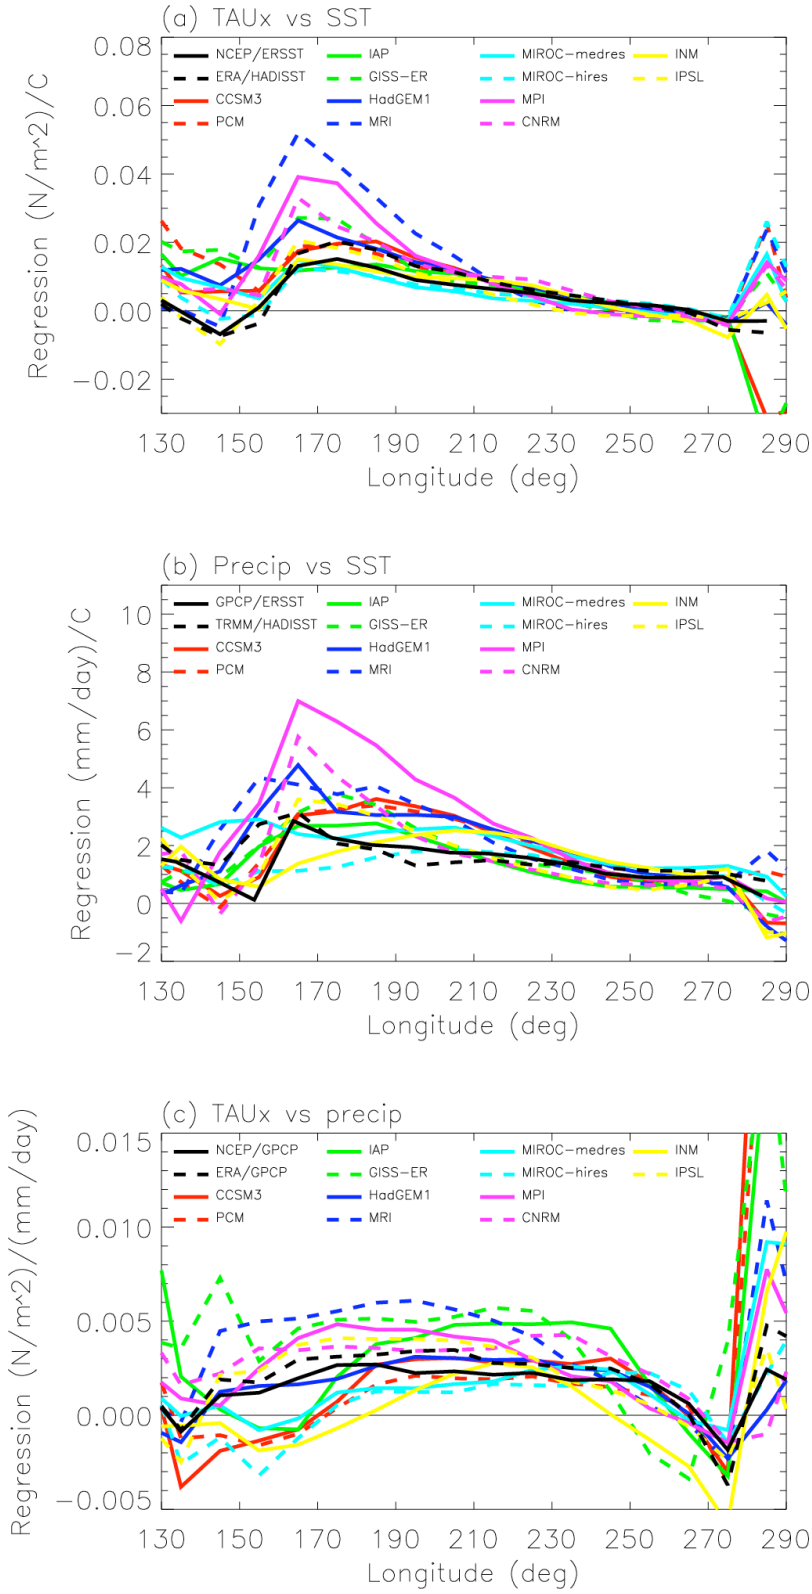 (a) TAUx vs SST
Regression (N/m^2)/C
0.08
0.06
0.04
0.02
0.00
−0.02
NCEP/ERSST IAP MIROC−medres INM
ERA/HADISST GISS−ER MIROC−hires IPSL
CCSM3 HadGEM1 MPI
PCM MRI CNRM
130 150 170 190 210 230 250 270 290
Longitude (deg)
(b) Precip vs SST
Regression (mm/day)/C
10
8
6
4
2
0
−2
GPCP/ERSST IAP MIROC−medres INM
TRMM/HADISST GISS−ER MIROC−hires IPSL
CCSM3 HadGEM1 MPI
PCM MRI CNRM
130 150 170 190 210 230 250 270 290
Longitude (deg)
(c) TAUx vs precip
Regression (N/m^2)/(mm/day)
0.015
0.010
0.005
0.000
−0.005
NCEP/GPCP IAP MIROC−medres INM
ERA/GPCP GISS−ER MIROC−hires IPSL
CCSM3 HadGEM1 MPI
PCM MRI CNRM
130 150 170 190 210 230 250 270 290
Longitude (deg)